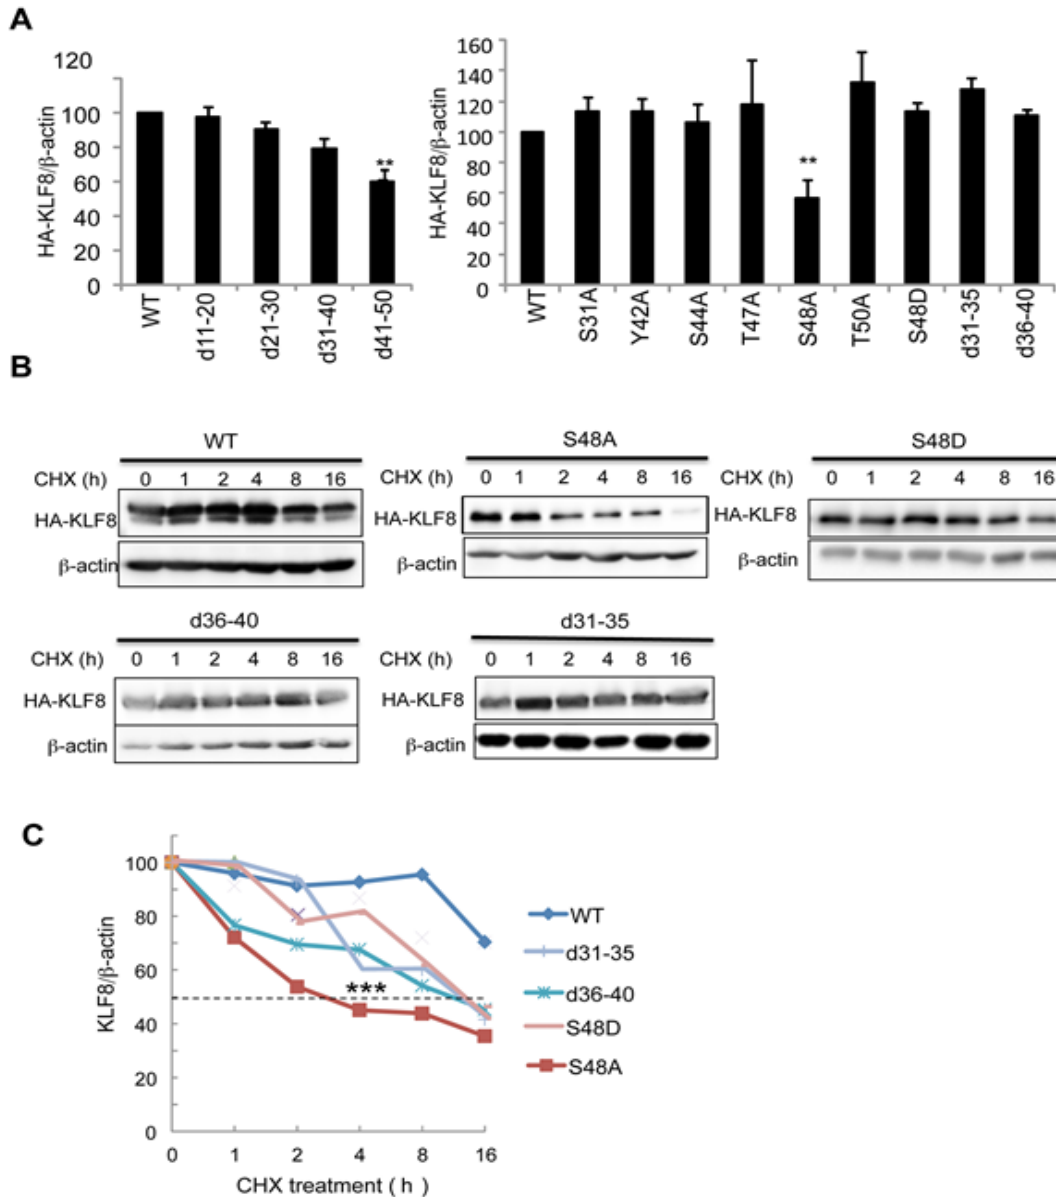 A
120
100
80
60
40
20
0
HA-KLF8/β-actin
**
WT
d11-20
d21-30
d31-40
d41-50
160
140
120
100
80
60
40
20
0
HA-KLF8/β-actin
**
WT
S31A
Y42A
S44A
T47A
S48A
T50A
S48D
d31-35
d36-40
B
WT
CHX (h) 0 1 2 4 8 16
HA-KLF8
β-actin
S48A
CHX (h) 0 1 2 4 8 16
HA-KLF8
β-actin
S48D
CHX (h) 0 1 2 4 8 16
HA-KLF8
β-actin
d36-40
CHX (h) 0 1 2 4 8 16
HA-KLF8
β-actin
d31-35
CHX (h) 0 1 2 4 8 16
HA-KLF8
β-actin
C
100
80
60
40
20
0
KLF8/β-actin
***
0 1 2 4 8 16
CHX treatment ( h )
WT
d31-35
d36-40
S48D
S48A